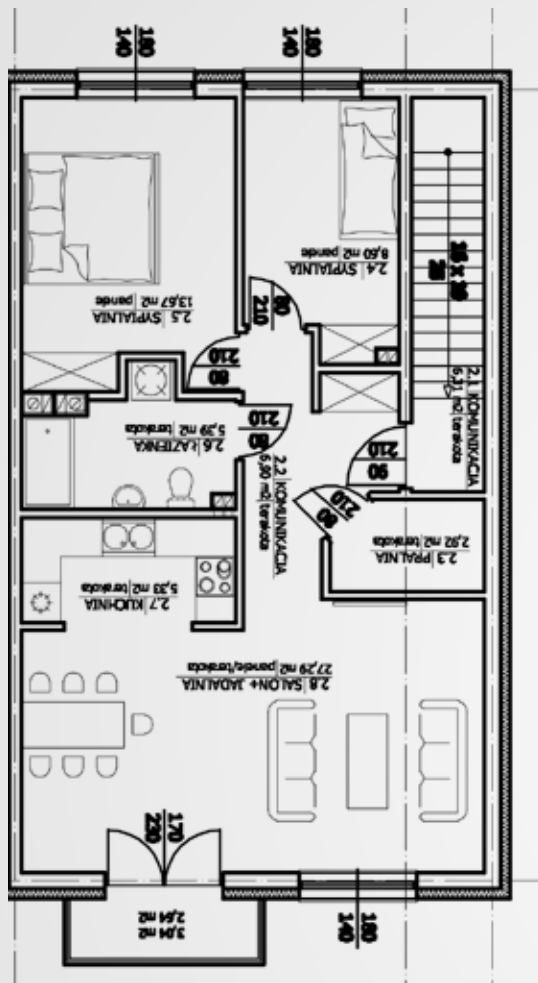 180
140
180
140
2.5 SYPIALNIA
13,67 m2 panele
2.4 SYPIALNIA
8,60 m2 panele
80
210
16 x 19
25
2.1. KOMUNIKACJA
6,11 m2 terakota
80
210
2.6 ŁAZIENKA
5,39 m2 terakota
80
210
2.2 KOMUNIKACJA
6,90 m2 terakota
90
210
80
210
2.3 PRALNIA
2,92 m2 terakota
2.7 KUCHNIA
5,33 m2 terakota
2.8 SALON+ JADALNIA
27,29 m2 panele/terakota
170
230
180
140
3,04 m2
2,64 m2